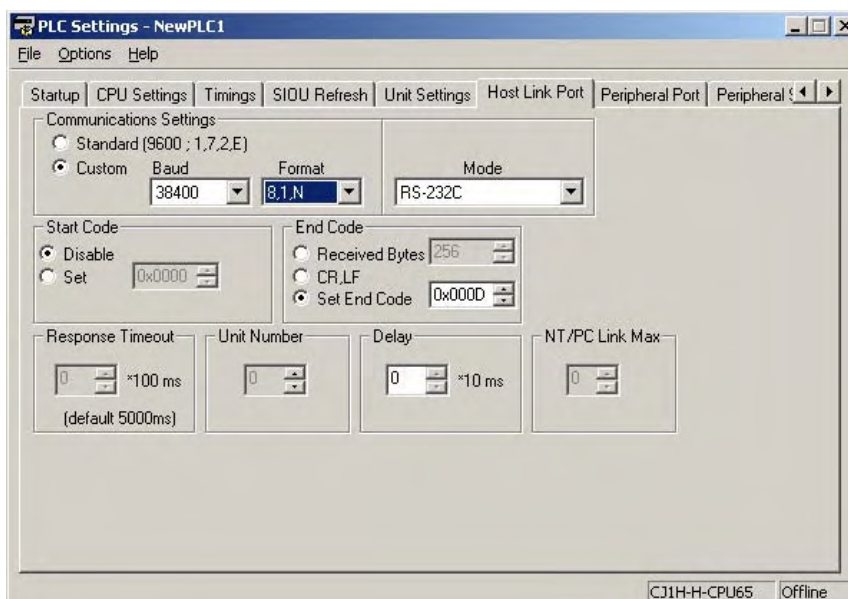 PLC Settings - NewPLC1
File Options Help
Startup CPU Settings Timings SIOU Refresh Unit Settings Host Link Port Peripheral Port Peripheral
Communications Settings
Standard (9600 ; 1,7,2,E)
Custom Baud Format Mode
38400 8,1,N RS-232C
Start Code End Code
Disable Received Bytes 256
Set 0x0000 CR,LF
Set End Code 0x000D
Response Timeout Unit Number Delay NT/PC Link Max
0 *100 ms 0 0 *10 ms 0
(default 5000ms)
CJ1H-H-CPU65 Offline